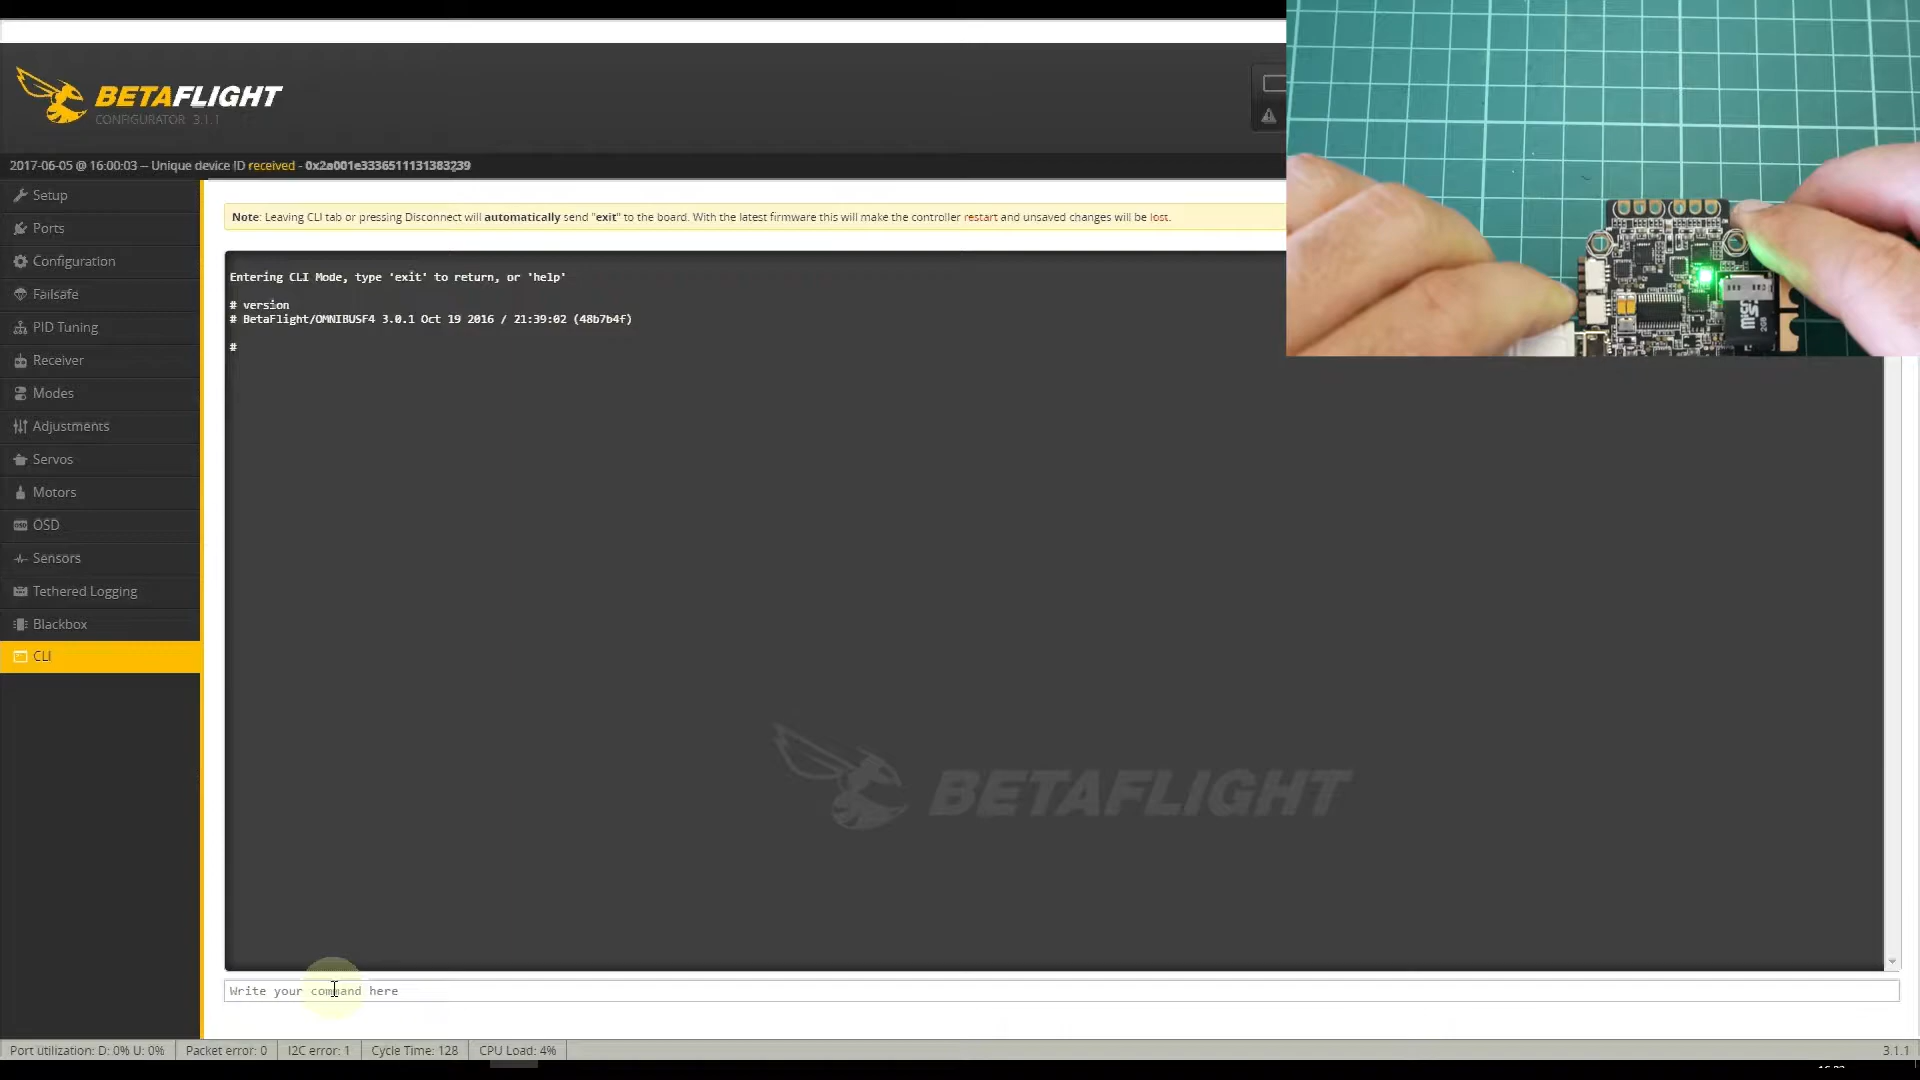 BETAFLIGHT
CONFIGURATOR 3.1.1
2017-06-05 @ 16:00:03 -- Unique device ID received - 0x2a001e3336511131383239
Setup
Ports
Configuration
Failsafe
PID Tuning
Receiver
Modes
Adjustments
Servos
Motors
OSD
Sensors
Tethered Logging
Blackbox
CLI
Note: Leaving CLI tab or pressing Disconnect will automatically send "exit" to the board. With the latest firmware this will make the controller restart and unsaved changes will be lost.
Entering CLI Mode, type 'exit' to return, or 'help'
# version
# BetaFlight/OMNIBUSF4 3.0.1 Oct 19 2016 / 21:39:02 (48b7b4f)
#
BETAFLIGHT
Write your command here
Port utilization: D: 0% U: 0%
Packet error: 0
I2C error: 1
Cycle Time: 128
CPU Load: 4%
3.1.1